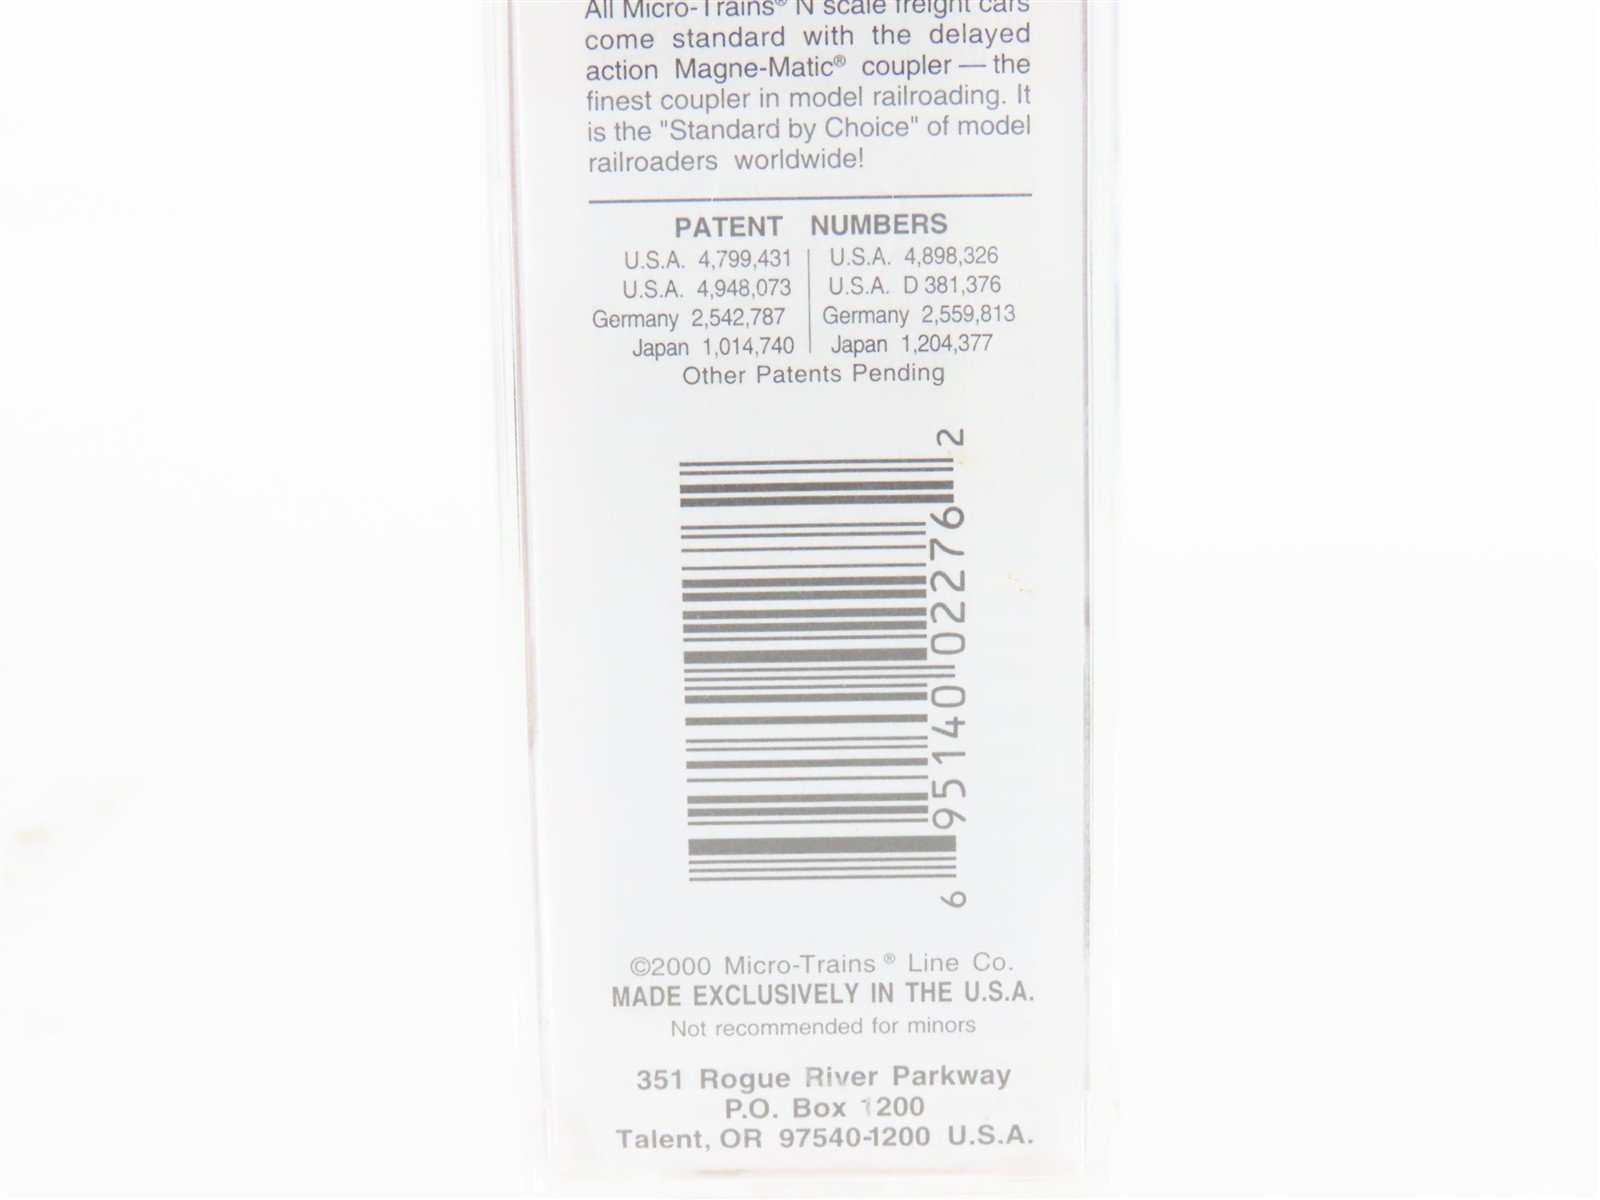 All Micro-Trains® N scale freight cars
come standard with the delayed
action Magne-Matic® coupler — the
finest coupler in model railroading. It
is the "Standard by Choice" of model
railroaders worldwide!
PATENT NUMBERS
U.S.A. 4,799,431 U.S.A. 4,898,326
U.S.A. 4,948,073 U.S.A. D 381,376
Germany 2,542,787 Germany 2,559,813
Japan 1,014,740 Japan 1,204,377
Other Patents Pending
6 95140 02276 2
©2000 Micro-Trains® Line Co.
MADE EXCLUSIVELY IN THE U.S.A.
Not recommended for minors
351 Rogue River Parkway
P.O. Box 1200
Talent, OR 97540-1200 U.S.A.